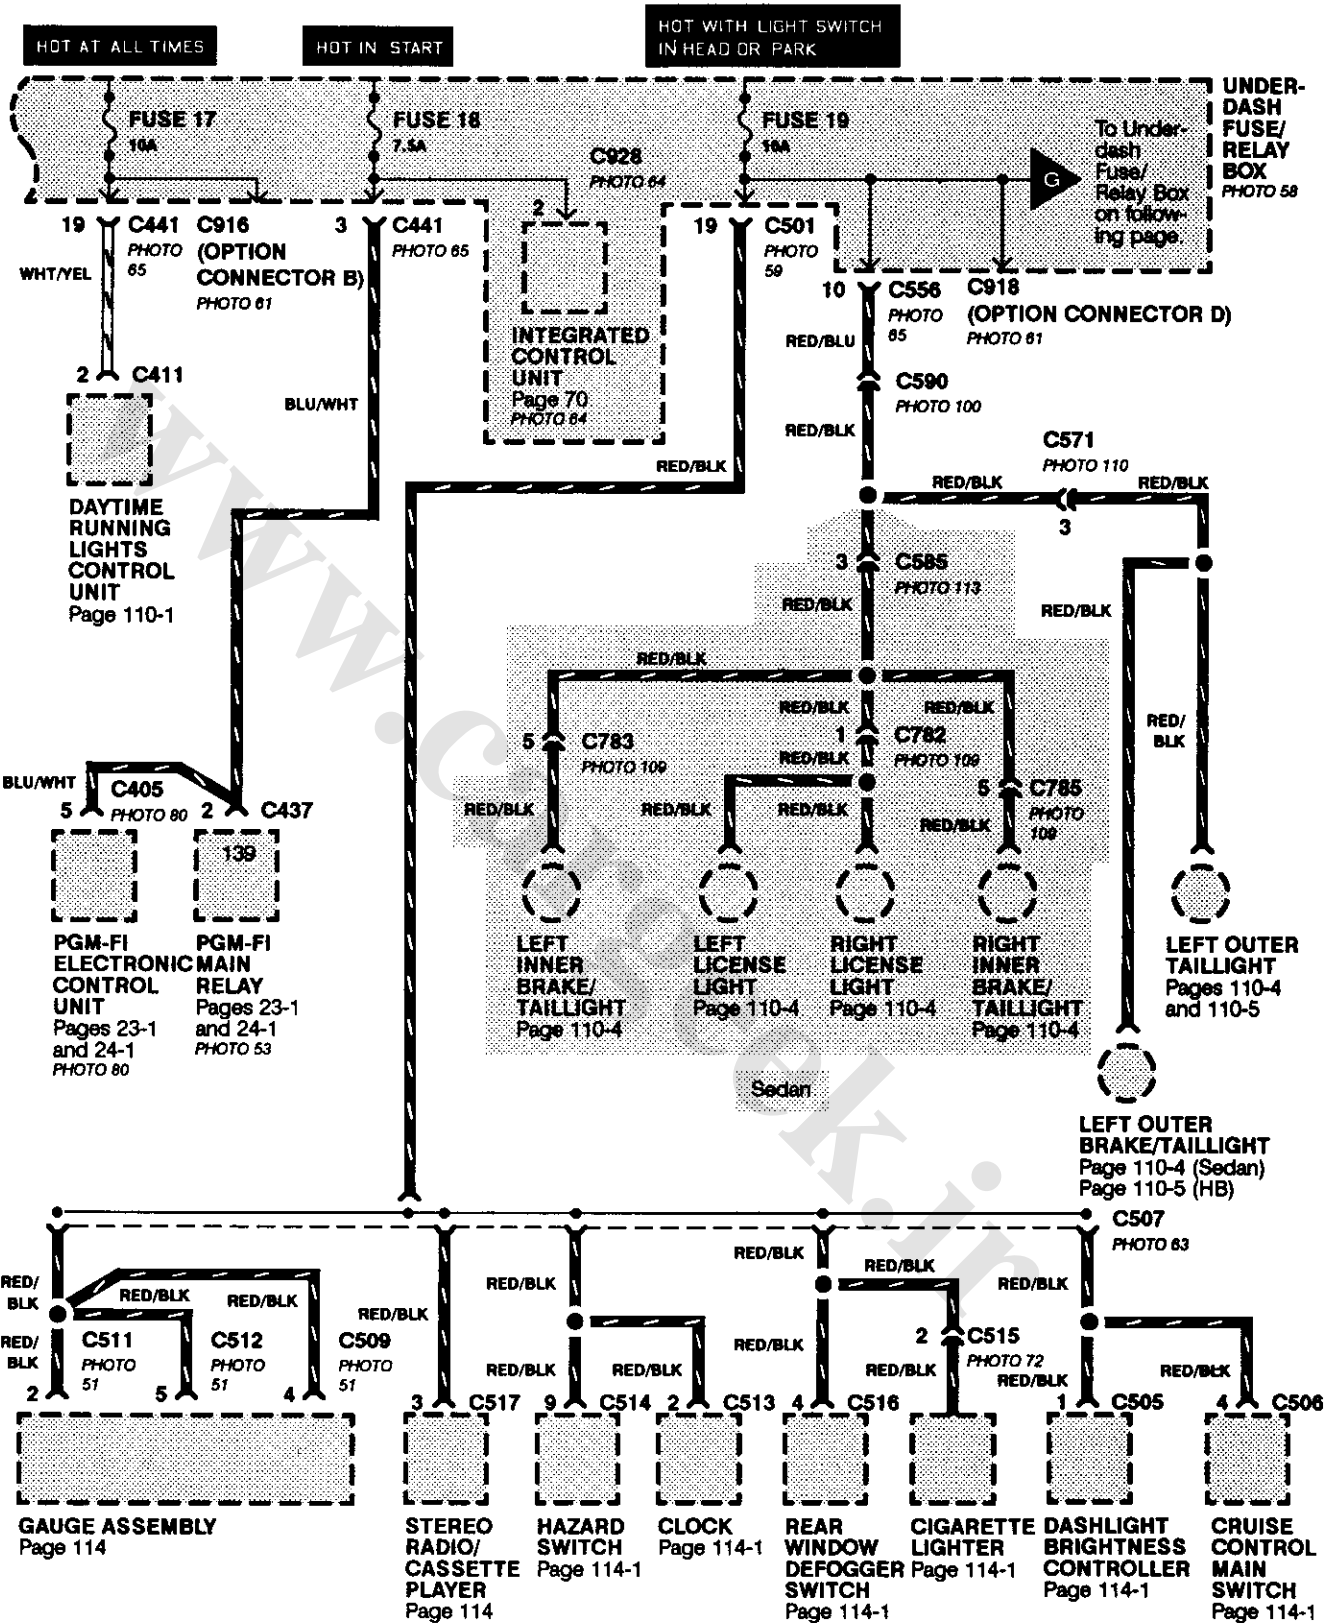 HOT AT ALL TIMES
HOT IN START
HOT WITH LIGHT SWITCH
IN HEAD OR PARK
FUSE 17
10A
FUSE 18
7.5A
C928
PHOTO 64
2
FUSE 19
10A
To Under-
dash
Fuse/
Relay Box
on follow-
ing page.
G
UNDER-
DASH
FUSE/
RELAY
BOX
PHOTO 58
19
C441
PHOTO
65
C916
(OPTION
CONNECTOR B)
PHOTO 61
3
C441
PHOTO 65
19
C501
PHOTO
59
WHT/YEL
10
C556
PHOTO
85
C918
(OPTION CONNECTOR D)
PHOTO 61
INTEGRATED
CONTROL
UNIT
Page 70
PHOTO 64
RED/BLU
2
C411
BLU/WHT
C590
PHOTO 100
RED/BLK
RED/BLK
C571
PHOTO 110
RED/BLK
RED/BLK
3
DAYTIME
RUNNING
LIGHTS
CONTROL
UNIT
Page 110-1
3
C585
PHOTO 113
RED/BLK
RED/BLK
RED/BLK
RED/BLK
RED/BLK
RED/
BLK
5
C783
PHOTO 109
1
C782
PHOTO 109
RED/BLK
5
C785
PHOTO
109
RED/BLK
RED/BLK
RED/BLK
RED/BLK
BLU/WHT
C405
PHOTO 80
5
2
C437
139
PGM-FI
ELECTRONIC
CONTROL
UNIT
Pages 23-1
and 24-1
PHOTO 80
PGM-FI
MAIN
RELAY
Pages 23-1
and 24-1
PHOTO 53
LEFT
INNER
BRAKE/
TAILLIGHT
Page 110-4
LEFT
LICENSE
LIGHT
Page 110-4
RIGHT
LICENSE
LIGHT
Page 110-4
RIGHT
INNER
BRAKE/
TAILLIGHT
Page 110-4
LEFT OUTER
TAILLIGHT
Pages 110-4
and 110-5
Sedan
LEFT OUTER
BRAKE/TAILLIGHT
Page 110-4 (Sedan)
Page 110-5 (HB)
www.cargeek.ir
C507
PHOTO 63
RED/
BLK
RED/BLK
RED/BLK
RED/BLK
RED/BLK
RED/BLK
RED/BLK
RED/BLK
RED/
BLK
C511
PHOTO
51
C512
PHOTO
51
C509
PHOTO
51
RED/BLK
RED/BLK
RED/BLK
2
C515
PHOTO 72
RED/BLK
RED/BLK
RED/BLK
2
5
4
3
C517
9
C514
2
C513
4
C516
1
C505
4
C506
GAUGE ASSEMBLY
Page 114
STEREO
RADIO/
CASSETTE
PLAYER
Page 114
HAZARD
SWITCH
Page 114-1
CLOCK
Page 114-1
REAR
WINDOW
DEFOGGER
SWITCH
Page 114-1
CIGARETTE
LIGHTER
Page 114-1
DASHLIGHT
BRIGHTNESS
CONTROLLER
Page 114-1
CRUISE
CONTROL
MAIN
SWITCH
Page 114-1